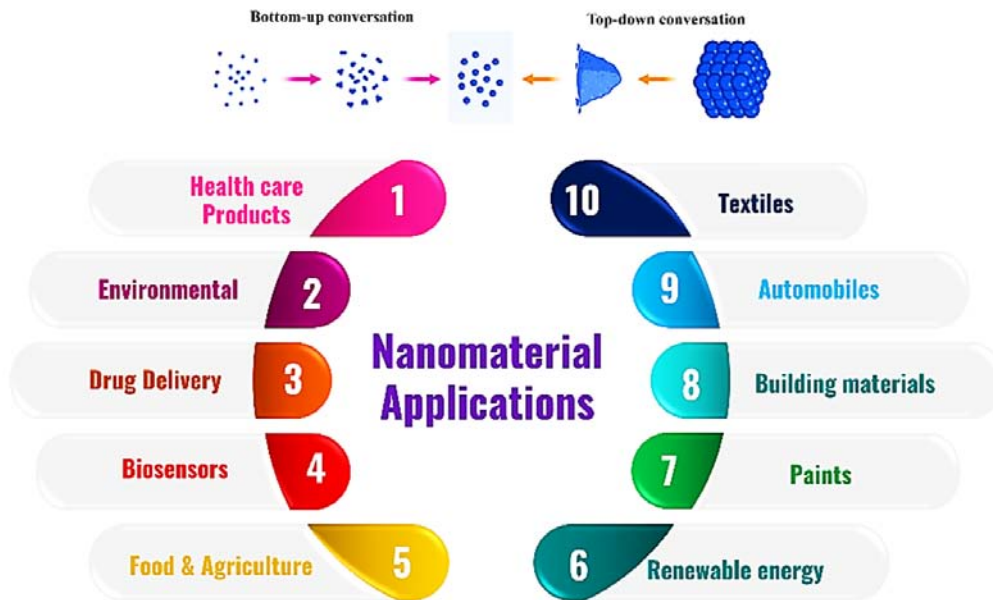 Bottom-up conversation
Top-down conversation
Health care
Products
1
10
Textiles
Environmental
2
9
Automobiles
Drug Delivery
3
Nanomaterial
Applications
8
Building materials
Biosensors
4
7
Paints
Food & Agriculture
5
6
Renewable energy